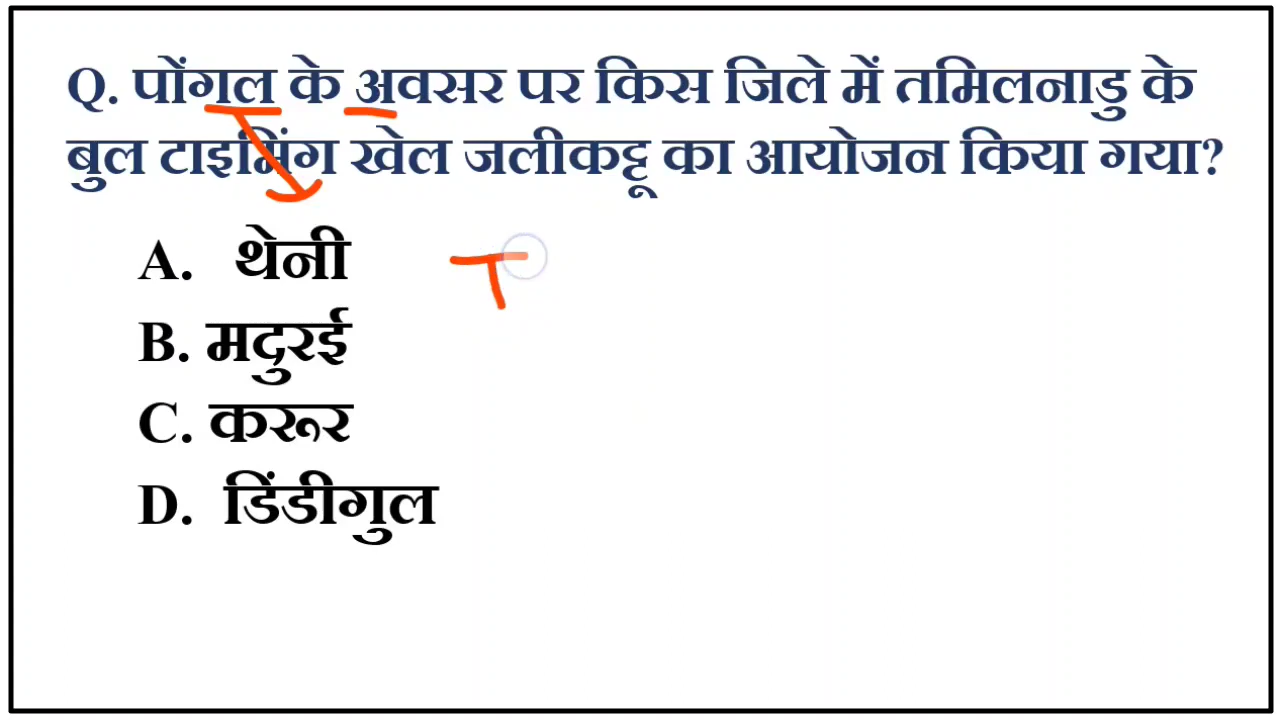 Q. पोंगल के अवसर पर किस जिले में तमिलनाडु के
बुल टाइमिंग खेल जलीकट्टू का आयोजन किया गया?
A. थेनी
B. मदुरई
C. करूर
D. डिंडीगुल